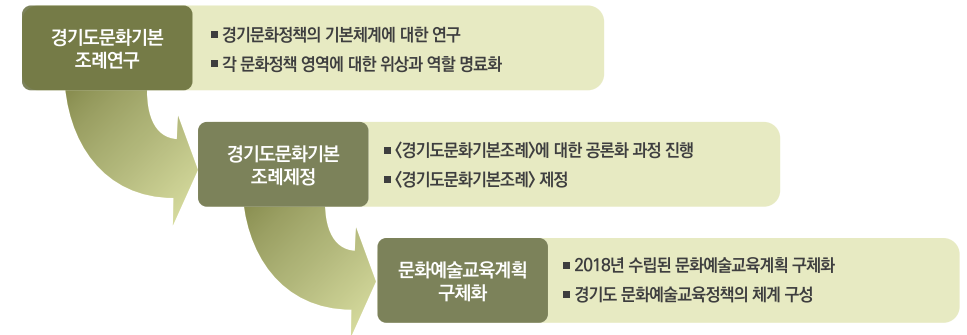 경기도문화기본
조례연구
■ 경기문화정책의 기본체계에 대한 연구
■ 각 문화정책 영역에 대한 위상과 역할 명료화
경기도문화기본
조례제정
■ <경기도문화기본조례>에 대한 공론화 과정 진행
■ <경기도문화기본조례> 제정
문화예술교육계획
구체화
■ 2018년 수립된 문화예술교육계획 구체화
■ 경기도 문화예술교육정책의 체계 구성